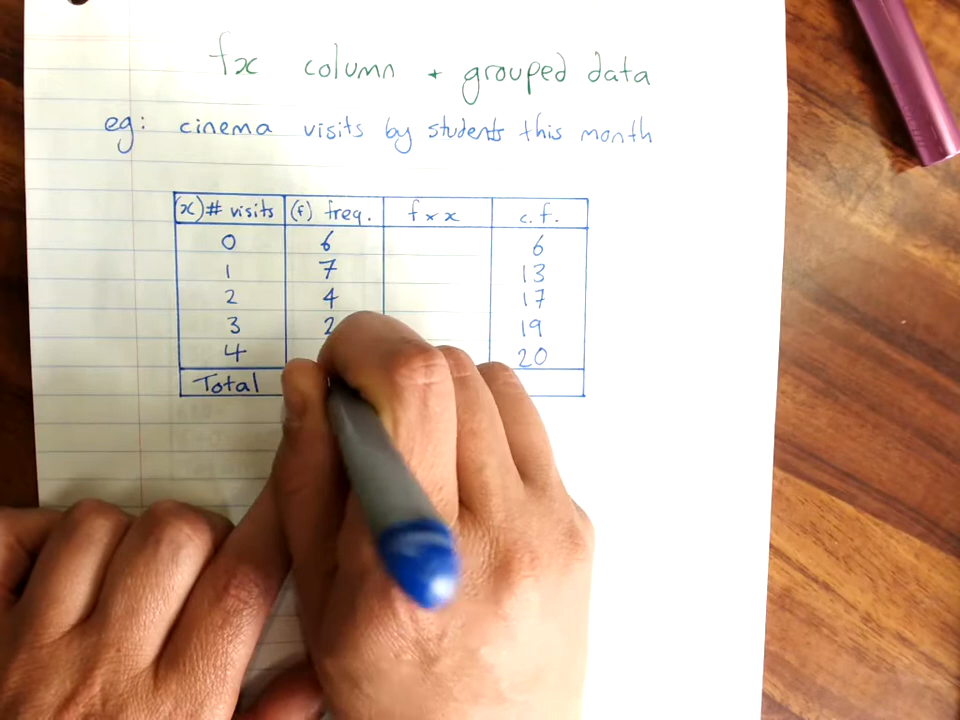 fx column + grouped data
eg: cinema visits by students this month
(x) # visits (f) freq. f x x c.f.
0 6 6
1 7 13
2 4 17
3 2 19
4 20
Total